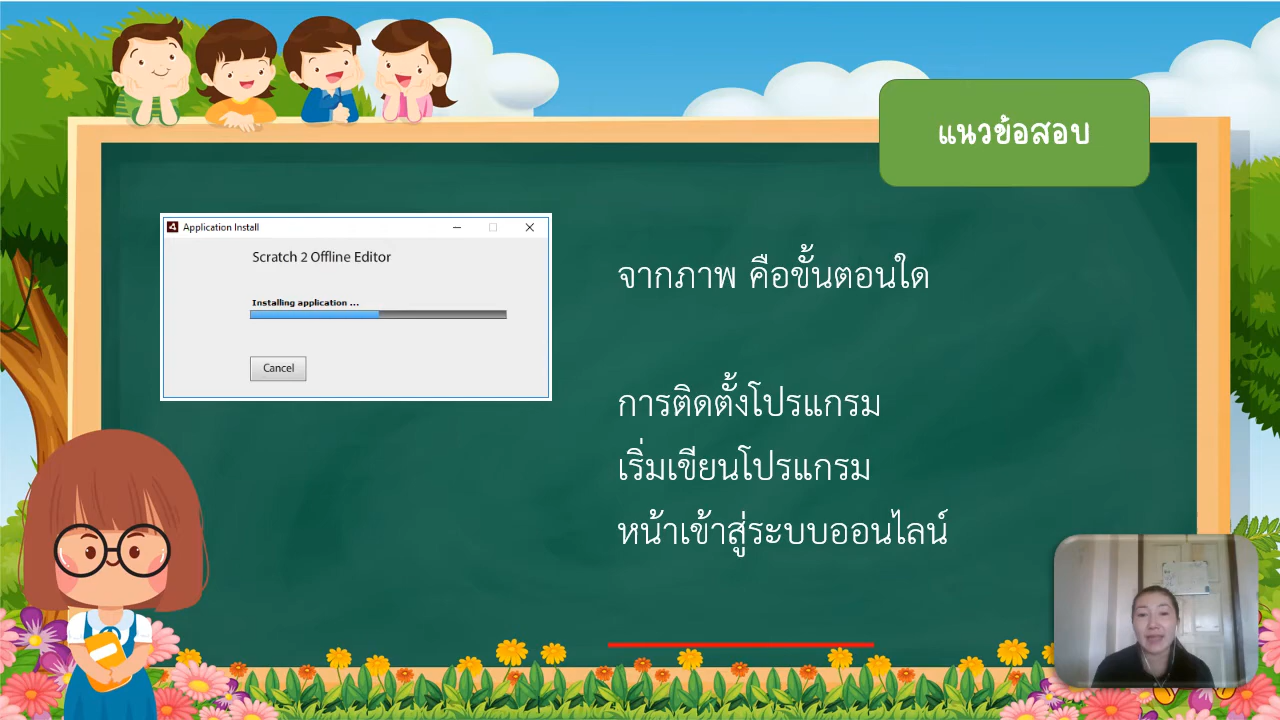 แนวข้อสอบ
Application Install
Scratch 2 Offline Editor
Installing application ...
Cancel
จากภาพ คือขั้นตอนใด
การติดตั้งโปรแกรม
เริ่มเขียนโปรแกรม
หน้าเข้าสู่ระบบออนไลน์